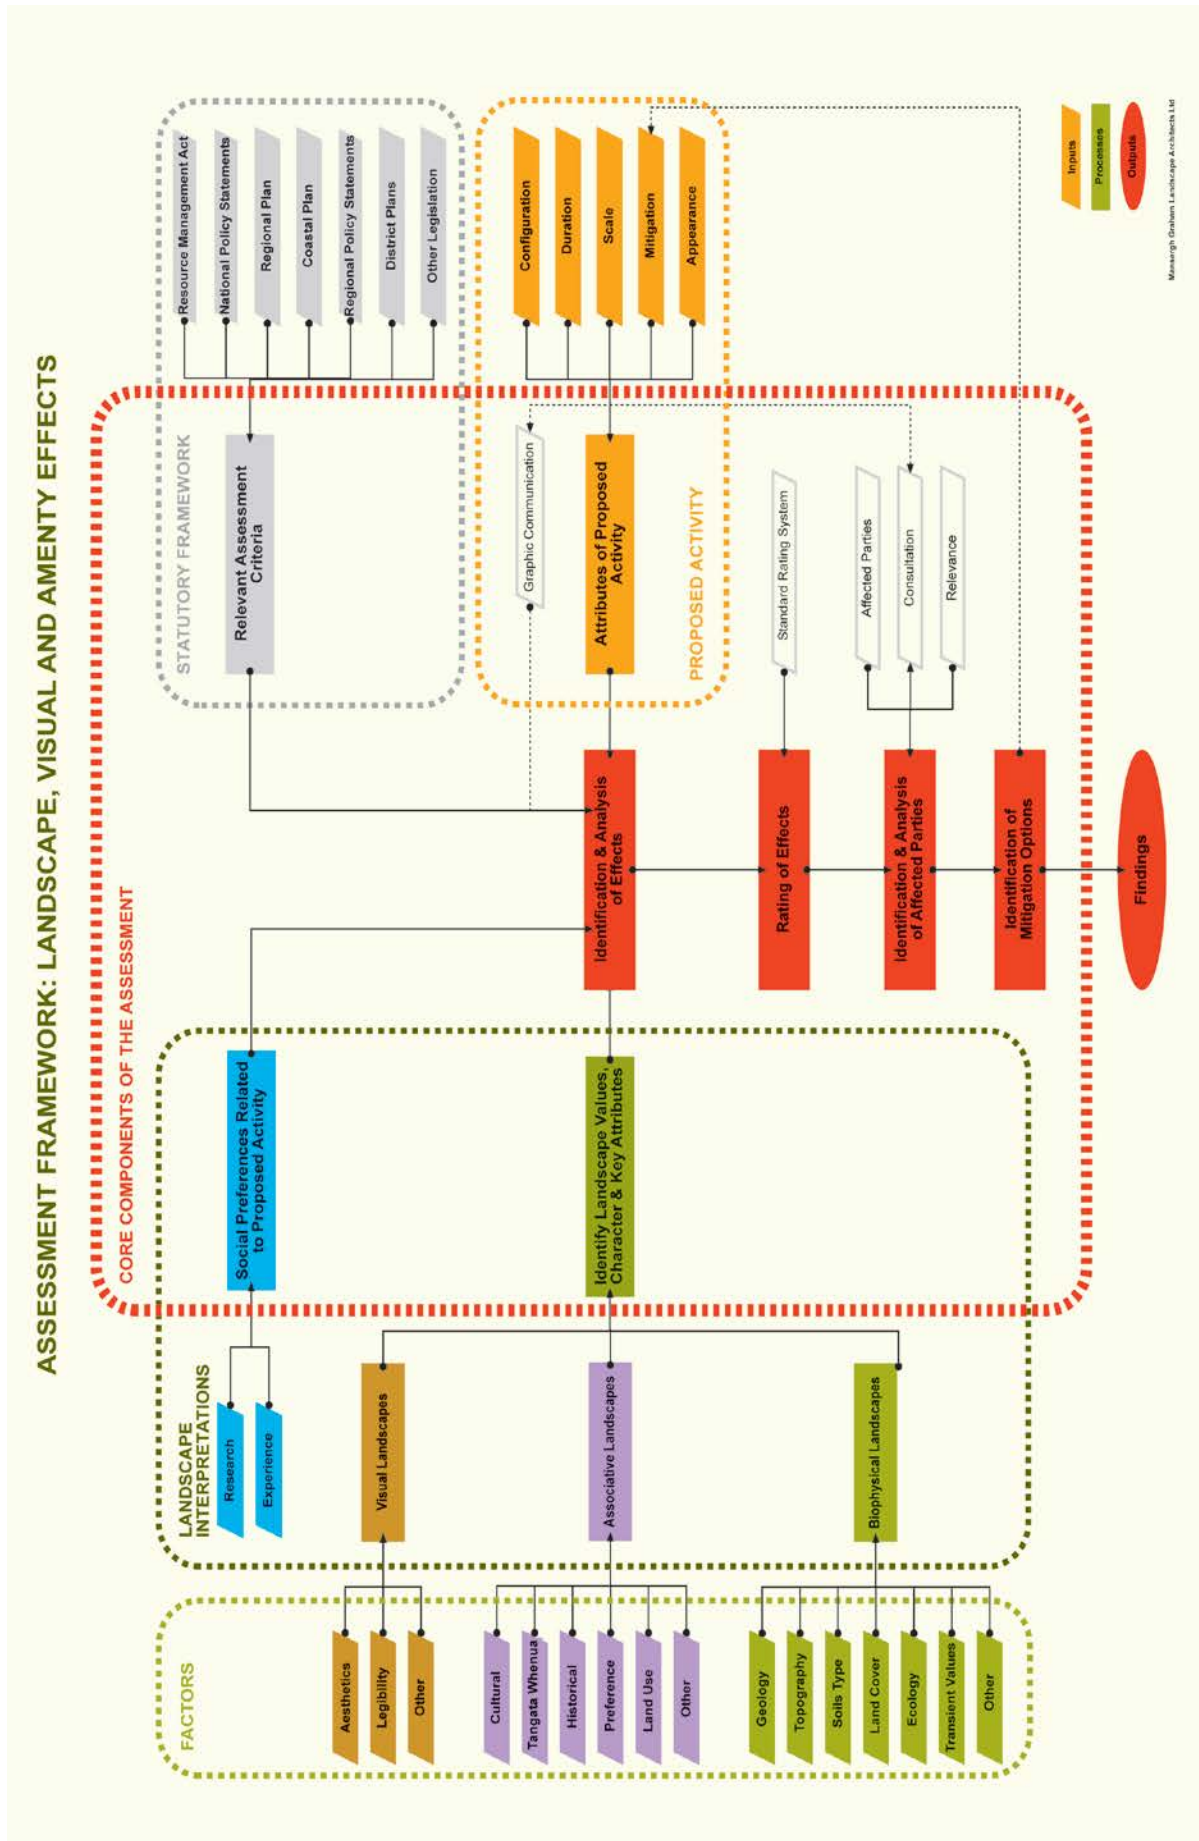 ASSESSMENT FRAMEWORK: LANDSCAPE, VISUAL AND AMENTY EFFECTS
FACTORS
Aesthetics
Legibility
Other
Cultural
Tangata Whenua
Historical
Preference
Land Use
Other
Geology
Topography
Soils Type
Land Cover
Ecology
Transient Values
Other
LANDSCAPE
INTERPRETATIONS
Research
Experience
Visual Landscapes
Associative Landscapes
Biophysical Landscapes
CORE COMPONENTS OF THE ASSESSMENT
Social Preferences Related
to Proposed Activity
Identify Landscape Values,
Character & Key Attributes
Identification & Analysis
of Effects
Rating of Effects
Identification & Analysis
of Affected Parties
Identification of
Mitigation Options
Findings
STATUTORY FRAMEWORK
Relevant Assessment
Criteria
Resource Management Act
National Policy Statements
Regional Plan
Coastal Plan
Regional Policy Statements
District Plans
Other Legislation
Graphic Communication
Attributes of Proposed
Activity
PROPOSED ACTIVITY
Configuration
Duration
Scale
Mitigation
Appearance
Standard Rating System
Affected Parties
Consultation
Relevance
Inputs
Processes
Outputs
Mansergh Graham Landscape Architects Ltd